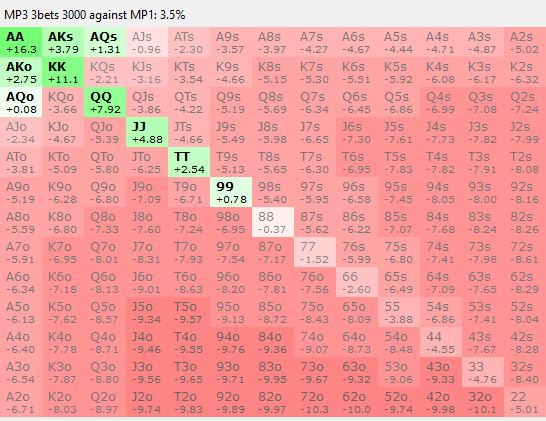 MP3 3bets 3000 against MP1: 3.5%
AA AKs AQs AJs ATs A9s A8s A7s A6s A5s A4s A3s A2s
+16.3 +3.79 +1.31 -0.96 -2.30 -3.57 -3.97 -4.27 -4.67 -4.44 -4.71 -4.87 -5.02
AKo KK KQs KJs KTs K9s K8s K7s K6s K5s K4s K3s K2s
+2.75 +11.1 -2.21 -3.16 -3.54 -4.66 -5.15 -5.30 -5.51 -5.92 -6.08 -6.17 -6.32
AQo KQo QQ QJs QTs Q9s Q8s Q7s Q6s Q5s Q4s Q3s Q2s
+0.08 -3.66 +7.92 -3.86 -4.22 -5.19 -5.69 -6.34 -6.45 -6.86 -6.99 -7.08 -7.24
AJo KJo QJo JJ JTs J9s J8s J7s J6s J5s J4s J3s J2s
-2.34 -4.67 -5.39 +4.88 -4.66 -5.49 -5.98 -6.65 -7.30 -7.61 -7.73 -7.82 -7.99
ATo KTo QTo JTo TT T9s T8s T7s T6s T5s T4s T3s T2s
-3.81 -5.09 -5.80 -6.25 +2.54 -5.13 -5.65 -6.30 -6.95 -7.83 -7.82 -7.91 -8.08
A9o K9o Q9o J9o T9o 99 98s 97s 96s 95s 94s 93s 92s
-5.19 -6.28 -6.80 -7.09 -6.71 +0.78 -5.40 -5.95 -6.58 -7.45 -8.05 -8.00 -8.16
A8o K8o Q8o J8o T8o 98o 88 87s 86s 85s 84s 83s 82s
-5.59 -6.80 -7.33 -7.60 -7.24 -6.95 -0.37 -5.62 -6.22 -7.07 -7.68 -8.24 -8.26
A7o K7o Q7o J7o T7o 97o 87o 77 76s 75s 74s 73s 72s
-5.91 -6.95 -8.01 -8.31 -7.93 -7.54 -7.17 -1.52 -5.99 -6.80 -7.41 -7.98 -8.61
A6o K6o Q6o J6o T6o 96o 86o 76o 66 65s 64s 63s 62s
-6.34 -7.18 -8.13 -9.01 -8.63 -8.20 -7.81 -7.56 -2.60 -6.49 -7.09 -7.65 -8.29
A5o K5o Q5o J5o T5o 95o 85o 75o 65o 55 54s 53s 52s
-6.13 -7.62 -8.57 -9.34 -9.57 -9.13 -8.72 -8.43 -8.09 -3.88 -6.86 -7.41 -8.04
A4o K4o Q4o J4o T4o 94o 84o 74o 64o 54o 44 43s 42s
-6.40 -7.78 -8.71 -9.46 -9.55 -9.76 -9.36 -9.07 -8.73 -8.48 -4.55 -7.67 -8.28
A3o K3o Q3o J3o T3o 93o 83o 73o 63o 53o 43o 33 32s
-6.54 -7.87 -8.80 -9.56 -9.65 -9.71 -9.95 -9.67 -9.32 -9.06 -9.33 -4.76 -8.40
A2o K2o Q2o J2o T2o 92o 82o 72o 62o 52o 42o 32o 22
-6.71 -8.03 -8.97 -9.74 -9.83 -9.89 -9.97 -10.3 -10.0 -9.74 -9.98 -10.1 -5.01